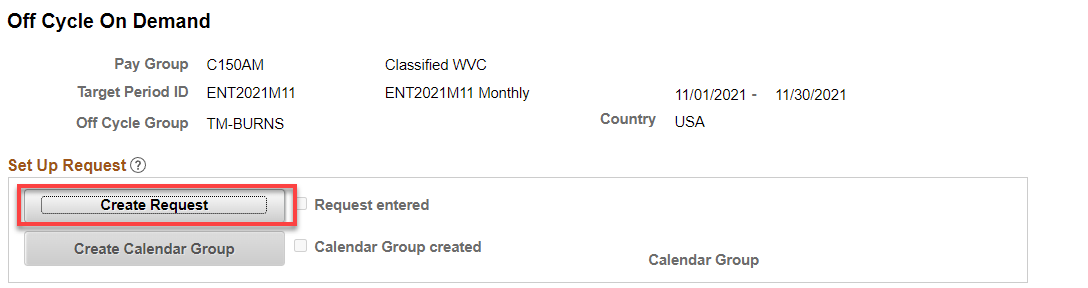 Off Cycle On Demand
Pay Group C150AM Classified WVC
Target Period ID ENT2021M11 ENT2021M11 Monthly 11/01/2021 - 11/30/2021
Off Cycle Group TM-BURNS Country USA
Set Up Request ?
Create Request Request entered
Create Calendar Group Calendar Group created
Calendar Group